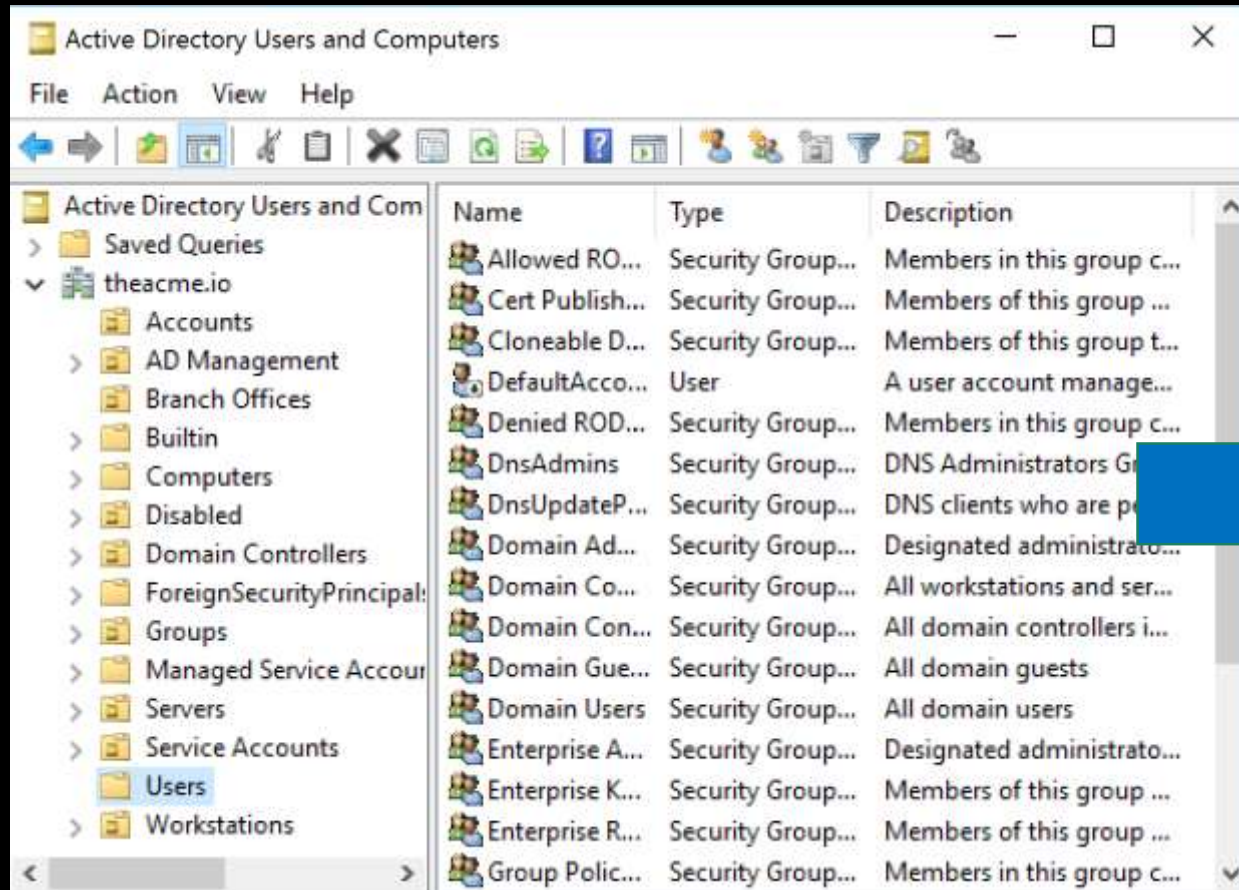 Active Directory Users and Computers
File Action View Help
Active Directory Users and Com
Saved Queries
theacme.io
Accounts
AD Management
Branch Offices
Builtin
Computers
Disabled
Domain Controllers
ForeignSecurityPrincipals
Groups
Managed Service Accour
Servers
Service Accounts
Users
Workstations
Name Type Description
Allowed RO... Security Group... Members in this group c...
Cert Publish... Security Group... Members of this group ...
Cloneable D... Security Group... Members of this group t...
DefaultAcco... User A user account manage...
Denied ROD... Security Group... Members in this group c...
DnsAdmins Security Group... DNS Administrators G
DnsUpdateP... Security Group... DNS clients who are p
Domain Ad... Security Group... Designated administrato...
Domain Co... Security Group... All workstations and ser...
Domain Con... Security Group... All domain controllers i...
Domain Gue... Security Group... All domain guests
Domain Users Security Group... All domain users
Enterprise A... Security Group... Designated administrato...
Enterprise K... Security Group... Members of this group ...
Enterprise R... Security Group... Members of this group ...
Group Polic... Security Group... Members in this group c...